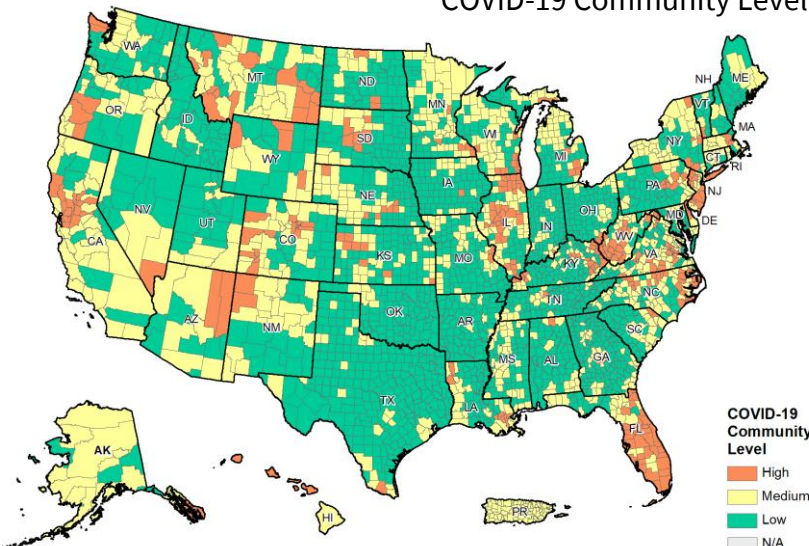 COVID-19 Community Level
WA
MT
ND
MN
OR
ID
SD
WI
MI
NY
NH
VT
ME
MA
CT
RI
WY
NE
IA
PA
NJ
NV
UT
CO
IL
IN
OH
MD
DE
CA
KS
MO
WV
VA
KY
NC
AZ
NM
OK
AR
TN
SC
TX
LA
MS
AL
GA
FL
AK
HI
PR
COVID-19
Community
Level
High
Medium
Low
N/A